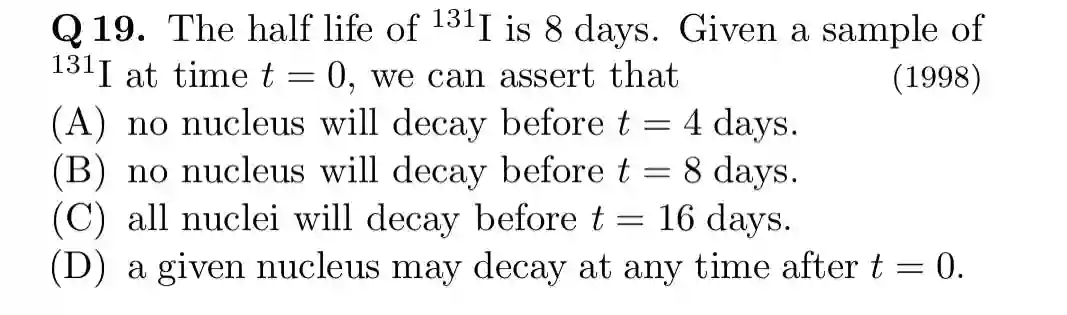 Q 19. The half life of ¹³¹I is 8 days. Given a sample of
¹³¹I at time t = 0, we can assert that (1998)
(A) no nucleus will decay before t = 4 days.
(B) no nucleus will decay before t = 8 days.
(C) all nuclei will decay before t = 16 days.
(D) a given nucleus may decay at any time after t = 0.